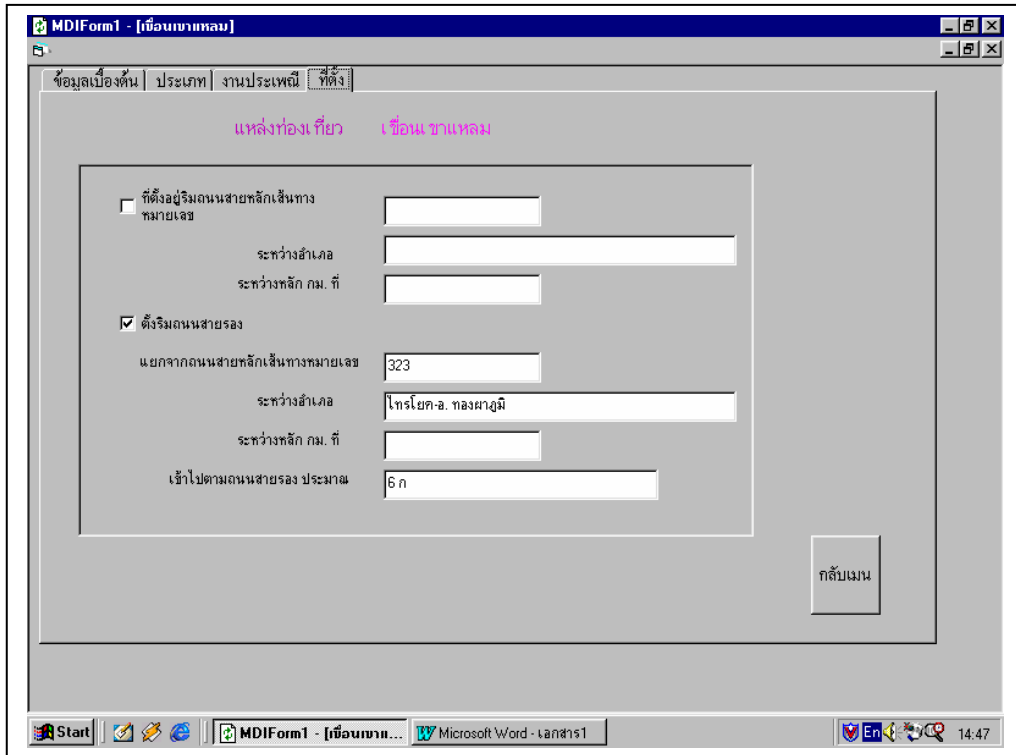 MDIForm1 - [เขื่อนเขาแหลม]
ข้อมูลเบื้องต้น ประเภท งานประเพณี ที่ตั้ง
แหล่งท่องเที่ยว เขื่อนเขาแหลม
ที่ตั้งอยู่ริมถนนสายหลักเส้นทาง
หมายเลข
ระหว่างอำเภอ
ระหว่างหลัก กม. ที่
ตั้งริมถนนสายรอง
แยกจากถนนสายหลักเส้นทางหมายเลข 323
ระหว่างอำเภอ ไทรโยค-อ. ทองผาภูมิ
ระหว่างหลัก กม. ที่
เข้าไปตามถนนสายรอง ประมาณ 6 ก
กลับเมน
Start MDIForm1 - [เขื่อนเขาแ... Microsoft Word - เอกสาร1 En 14:47